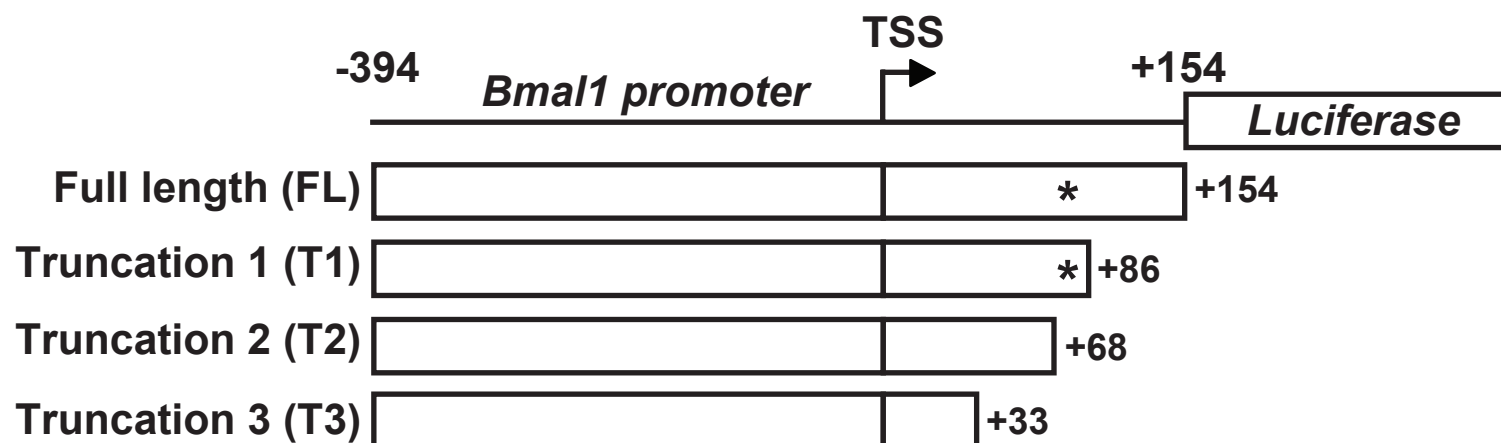 TSS
-394 Bmal1 promoter +154
Luciferase
Full length (FL) * +154
Truncation 1 (T1) * +86
Truncation 2 (T2) +68
Truncation 3 (T3) +33